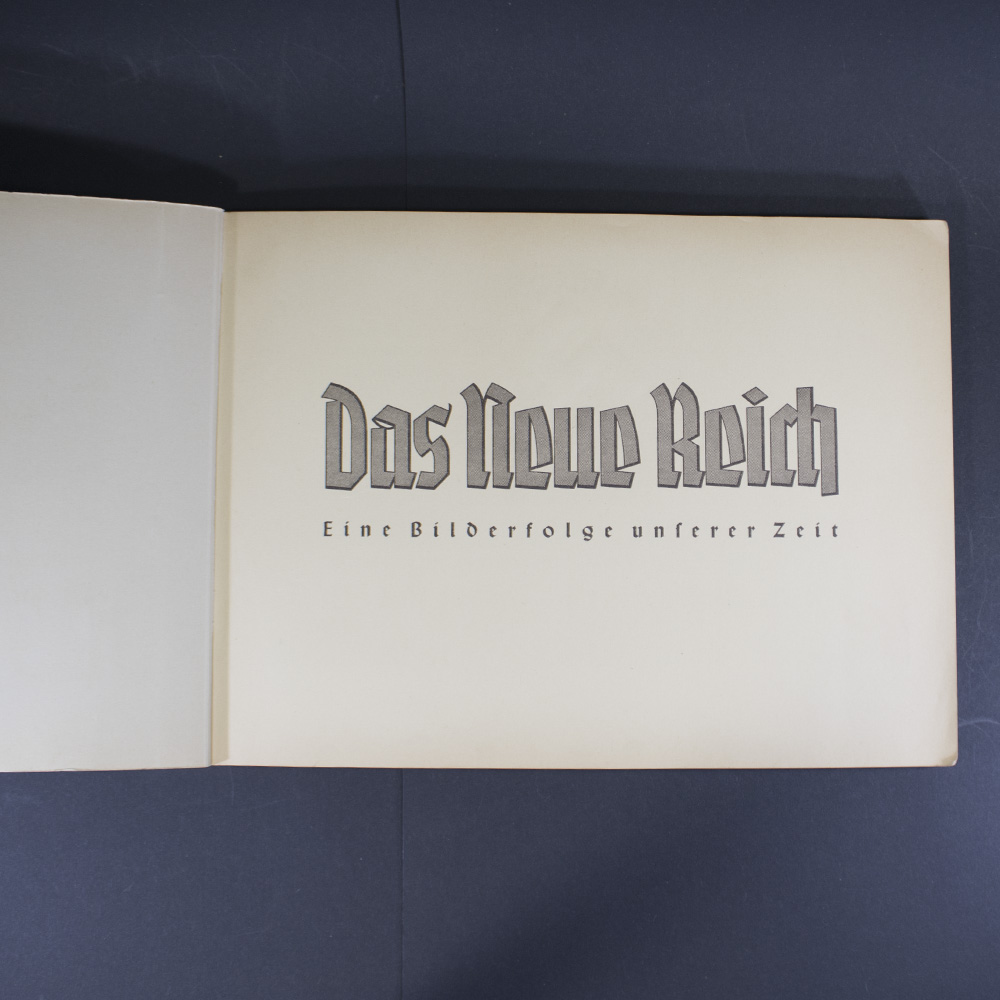 Das Neue Reich
Eine Bilderfolge unſerer Zeit